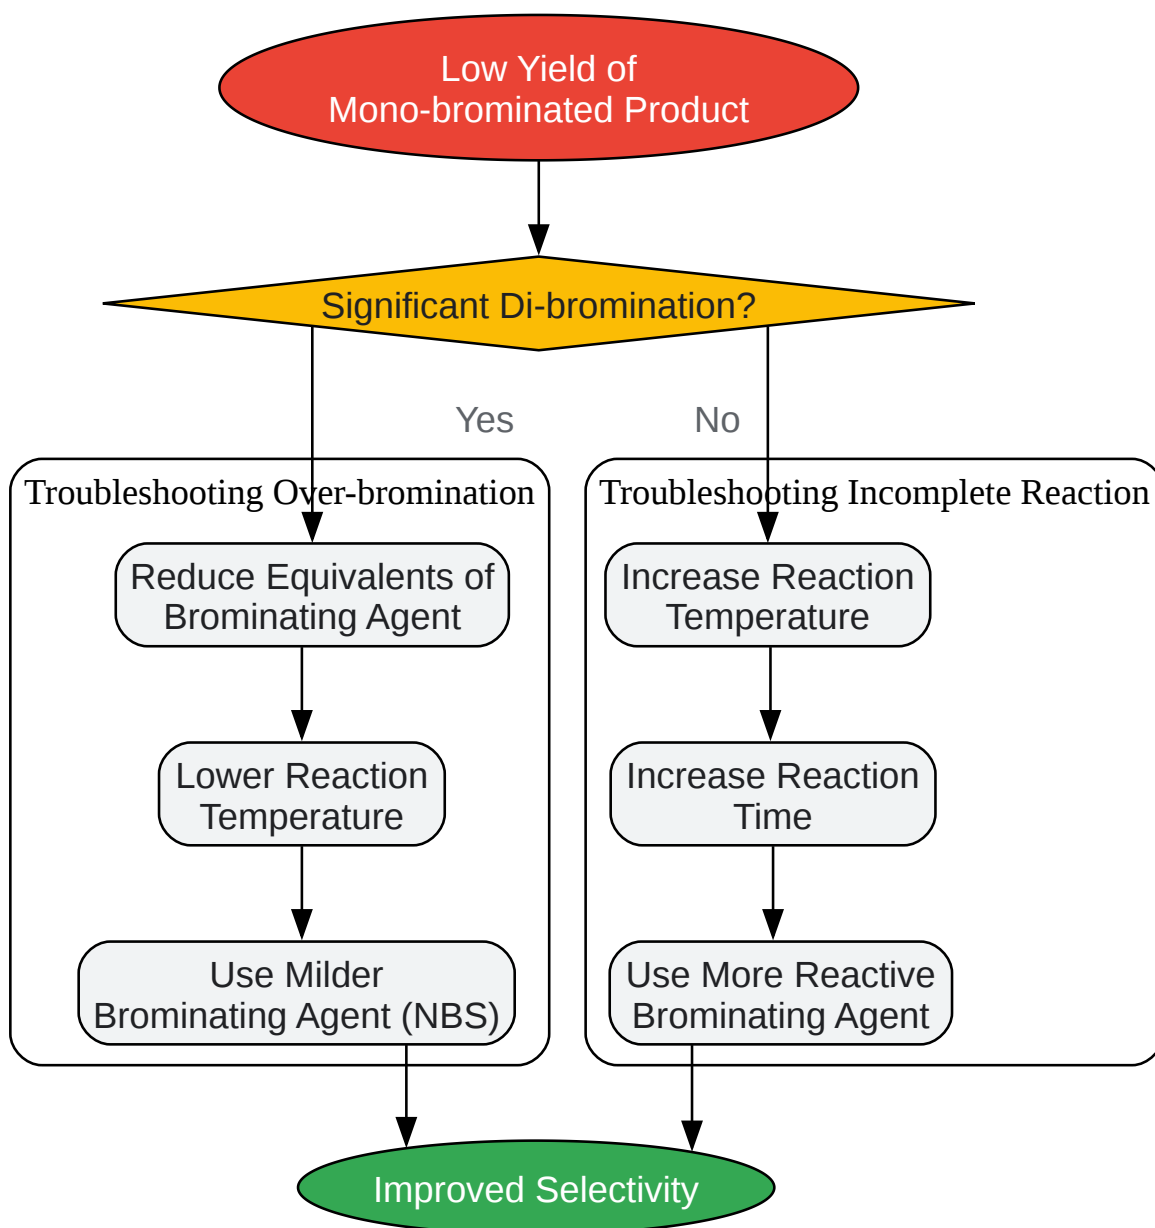 Low Yield of
Mono-brominated Product
Significant Di-bromination?
Yes
No
Troubleshooting Over-bromination
Reduce Equivalents of
Brominating Agent
Lower Reaction
Temperature
Use Milder
Brominating Agent (NBS)
Troubleshooting Incomplete Reaction
Increase Reaction
Temperature
Increase Reaction
Time
Use More Reactive
Brominating Agent
Improved Selectivity